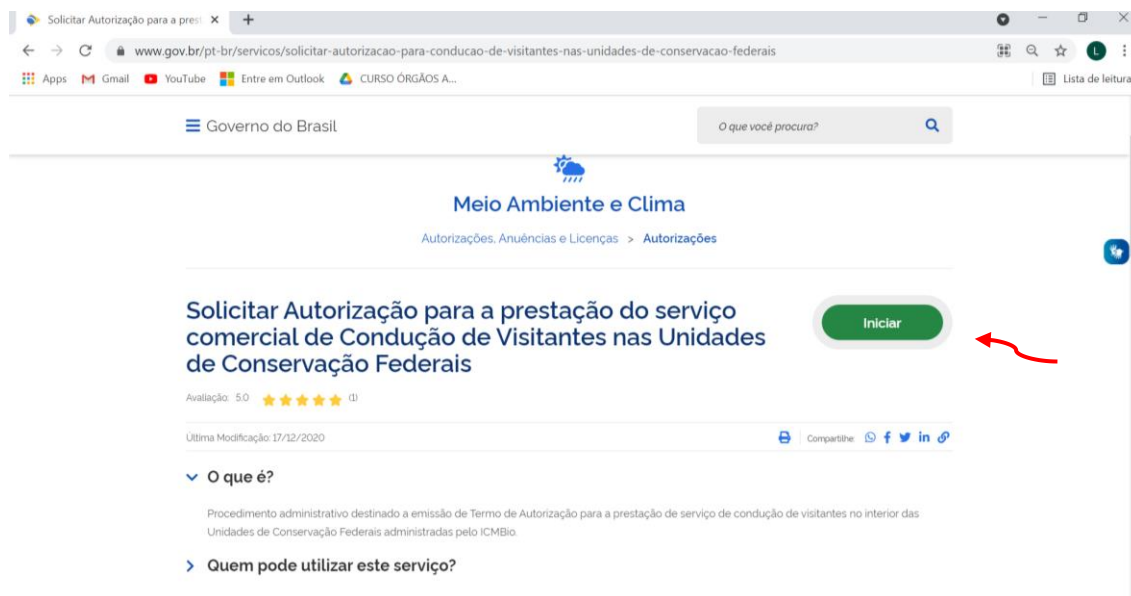 Solicitar Autorização para a prest
www.gov.br/pt-br/servicos/solicitar-autorizacao-para-conducao-de-visitantes-nas-unidades-de-conservacao-federais
L
Apps Gmail YouTube Entre em Outlook CURSO ÓRGÃOS A... Lista de leitura
Governo do Brasil
O que você procura?
Meio Ambiente e Clima
Autorizações, Anuências e Licenças > Autorizações
Solicitar Autorização para a prestação do serviço
comercial de Condução de Visitantes nas Unidades
de Conservação Federais
Iniciar
Avaliação: 5.0 (1)
Última Modificação: 17/12/2020
Compartilhe:
O que é?
Procedimento administrativo destinado a emissão de Termo de Autorização para a prestação de serviço de condução de visitantes no interior das
Unidades de Conservação Federais administradas pelo ICMBio.
Quem pode utilizar este serviço?